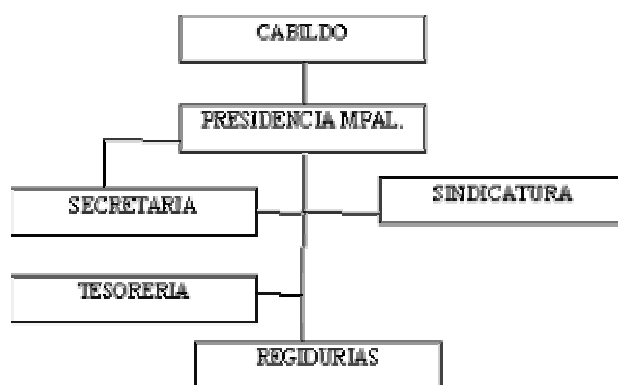 CABILDO
PRESIDENCIA MPAL.
SECRETARIA
SINDICATURA
TESORERIA
REGIDURIAS